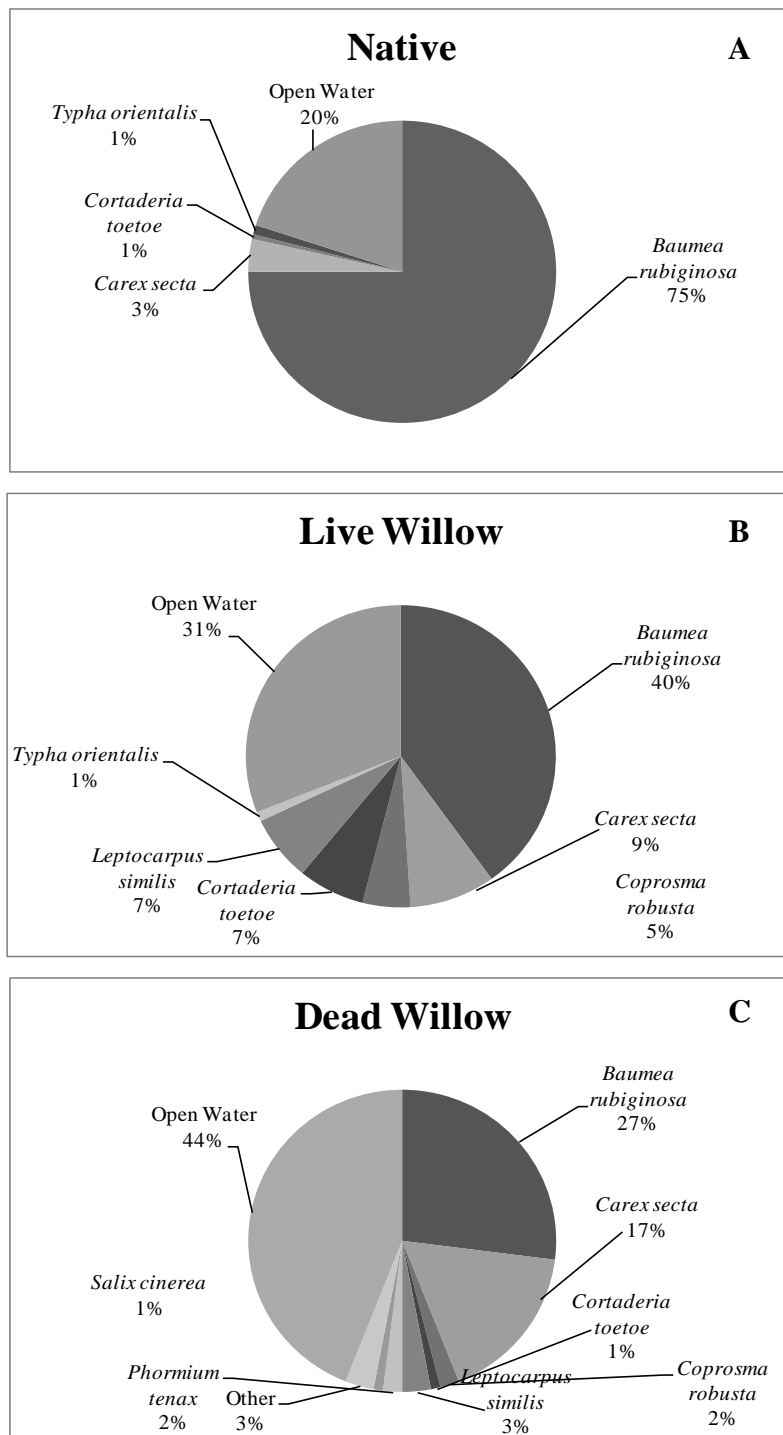 Native
A
Open Water
20%
Typha orientalis
1%
Cortaderia
toetoe
1%
Carex secta
3%
Baumea
rubiginosa
75%
Live Willow
B
Open Water
31%
Baumea
rubiginosa
40%
Typha orientalis
1%
Carex secta
9%
Leptocarpus
similis
7%
Cortaderia
toetoe
7%
Coprosma
robusta
5%
Dead Willow
C
Baumea
rubiginosa
27%
Open Water
44%
Carex secta
17%
Salix cinerea
1%
Cortaderia
toetoe
1%
Phormium
tenax
2%
Other
3%
Leptocarpus
similis
3%
Coprosma
robusta
2%